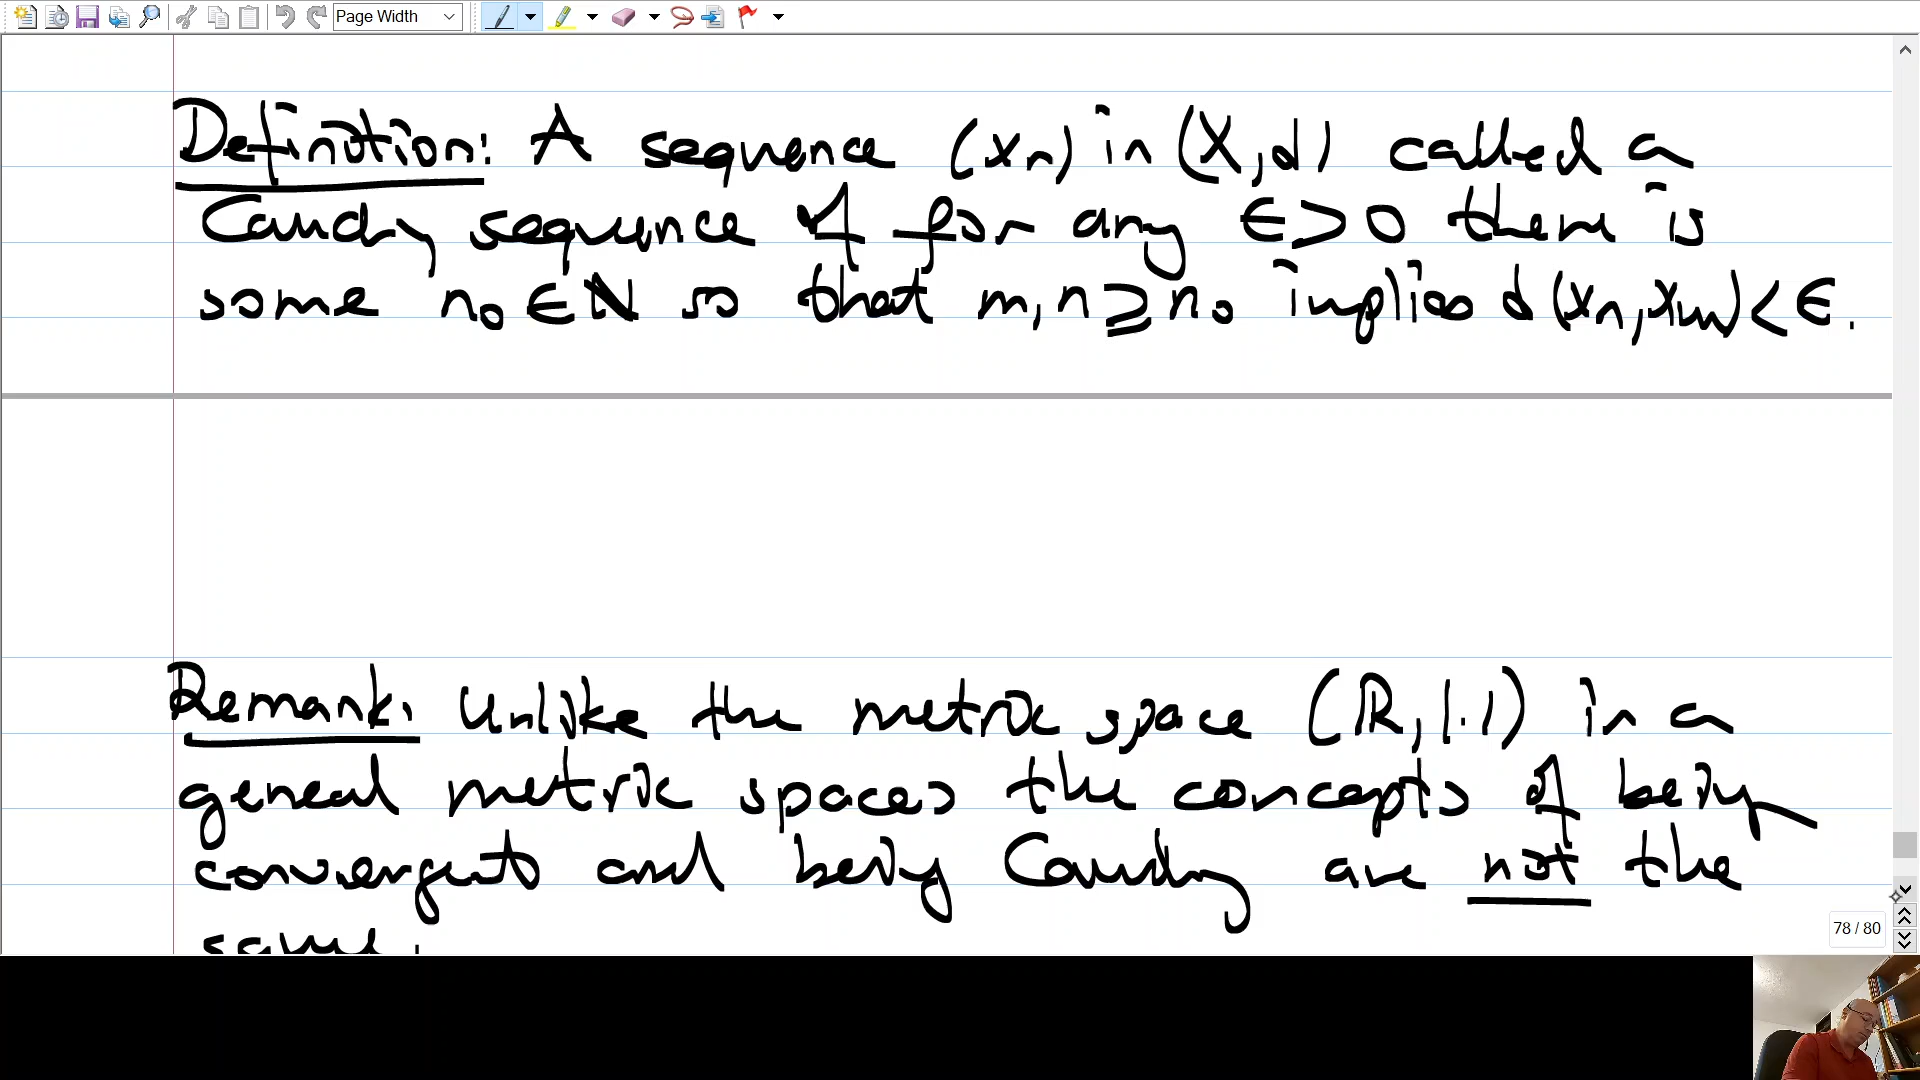 Page Width
Definition: A sequence (xn) in (X,d) called a
Cauchy sequence if for any ϵ>0 there is
some n₀∈ℕ so that m,n≥n₀ implies d(xn,xm)<ϵ.
Remark: Unlike the metric space (ℝ,|.|) in a
geneal metric spaces the concepts of being
convergent and being Cauchy are not the
same.
78 / 80